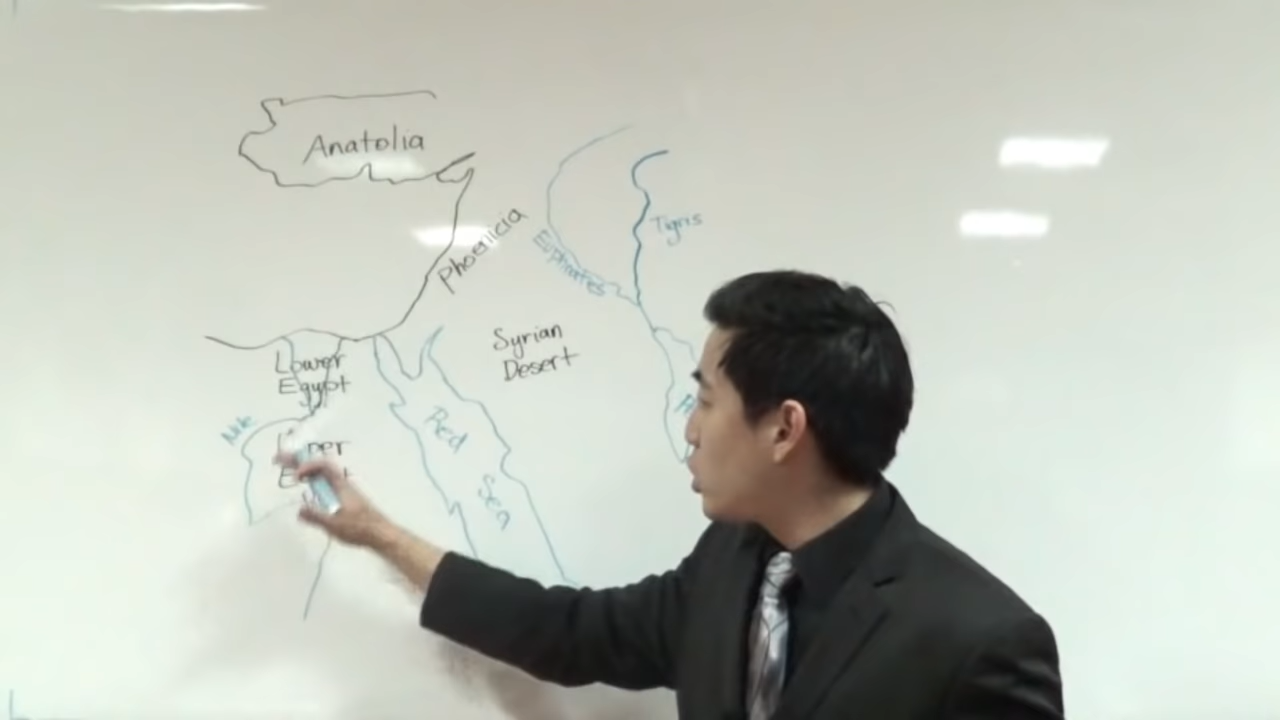 Anatolia
Phoenicia
Euphrates
Tigris
Lower
Egypt
Syrian
Desert
Nile
Red
Sea